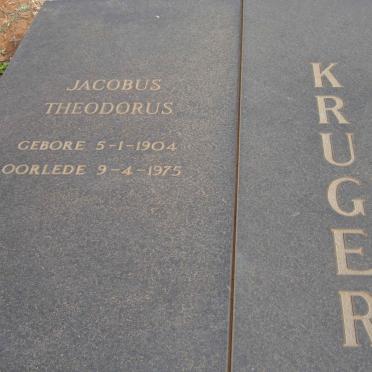 JACOBUS
THEODORUS
GEBORE 5-1-1904
OORLEDE 9-4-1975
KRUGER